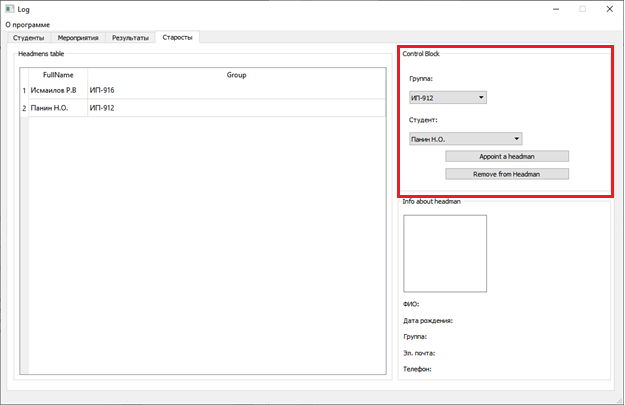 Log
О программе
Студенты Мероприятия Результаты Старосты
Headmens table
FullName Group
1 Исмаилов Р.В ИП-916
2 Панин Н.О. ИП-912
Control Block
Группа:
ИП-912
Студент:
Панин Н.О.
Appoint a headman
Remove from Headman
Info about headman
ФИО:
Дата рождения:
Группа:
Эл. почта:
Телефон: